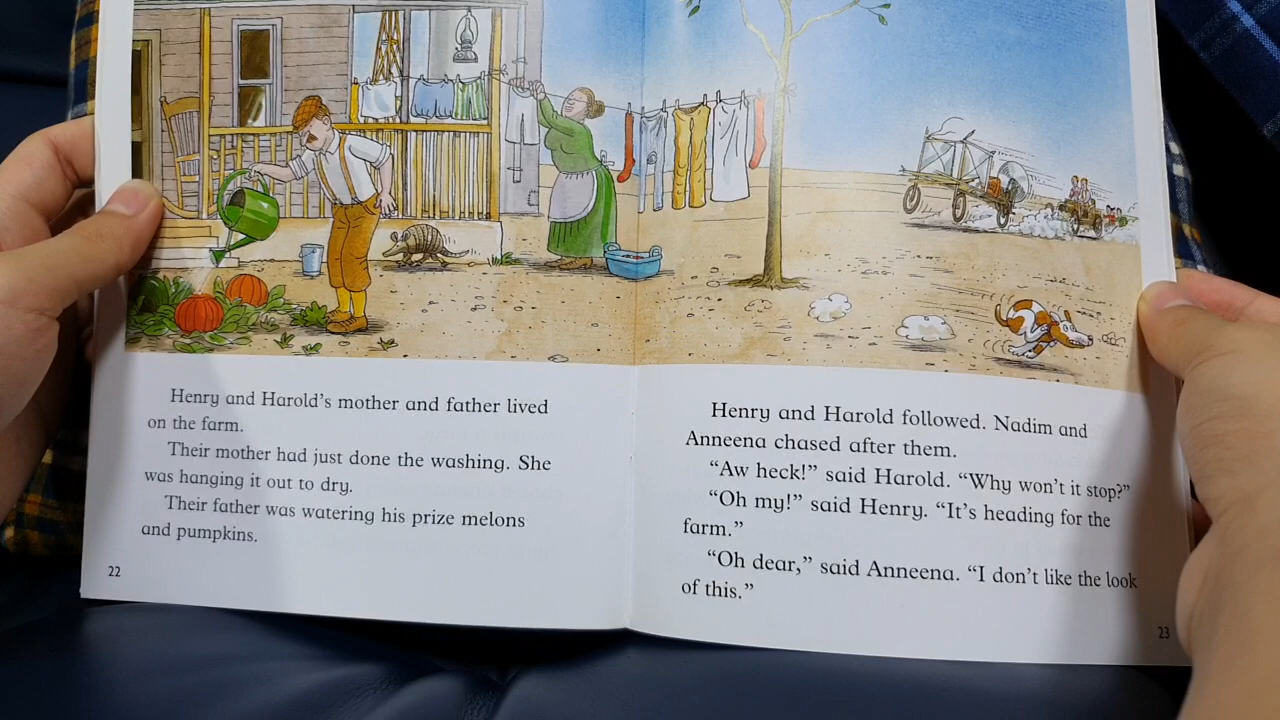 Henry and Harold's mother and father lived
on the farm.
Their mother had just done the washing. She
was hanging it out to dry.
Their father was watering his prize melons
and pumpkins.
22
Henry and Harold followed. Nadim and
Anneena chased after them.
“Aw heck!” said Harold. “Why won't it stop?”
“Oh my!” said Henry. “It's heading for the
farm.”
“Oh dear,” said Anneena. “I don't like the look
of this.”
23